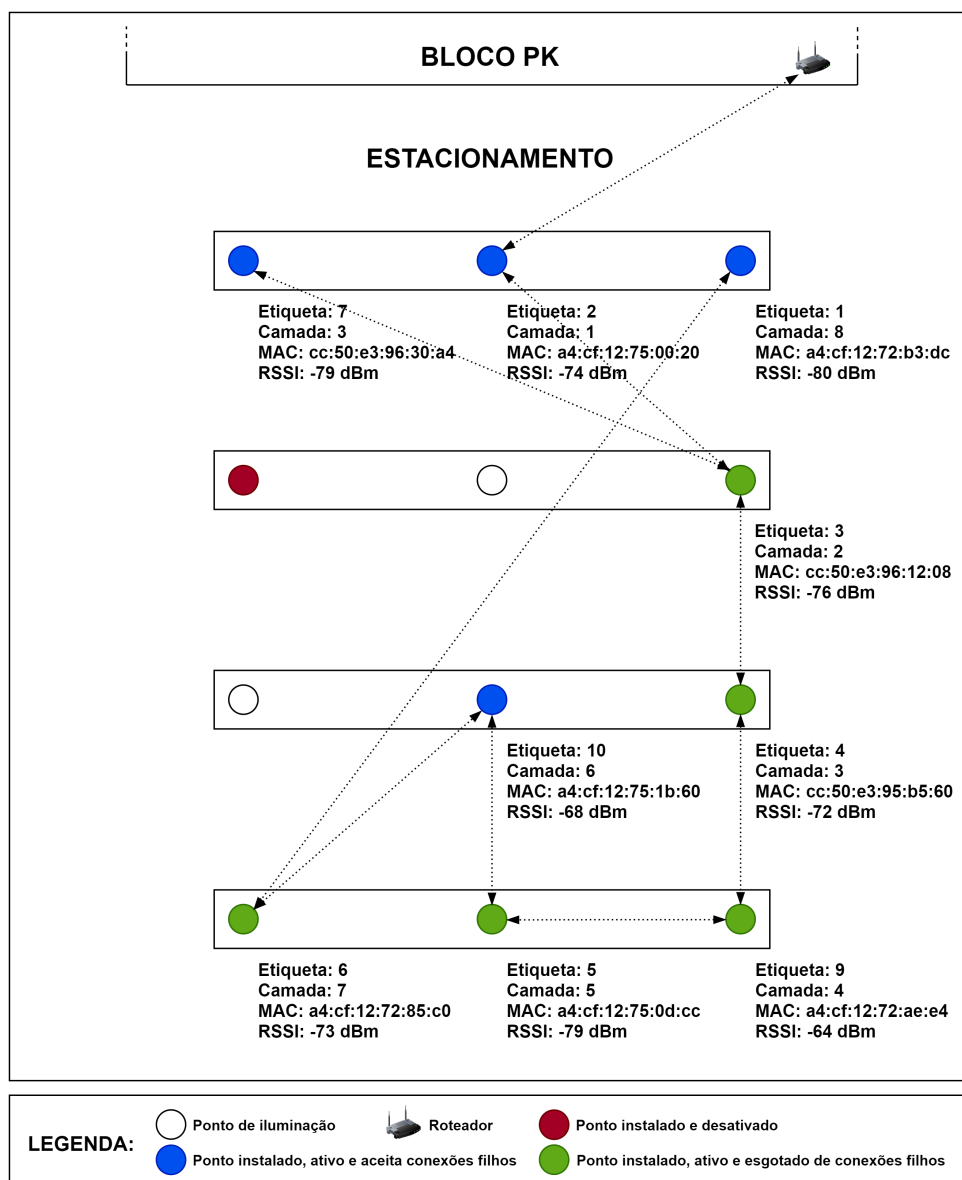 BLOCO PK
ESTACIONAMENTO
Etiqueta: 7
Camada: 3
MAC: cc:50:e3:96:30:a4
RSSI: -79 dBm
Etiqueta: 2
Camada: 1
MAC: a4:cf:12:75:00:20
RSSI: -74 dBm
Etiqueta: 1
Camada: 8
MAC: a4:cf:12:72:b3:dc
RSSI: -80 dBm
Etiqueta: 3
Camada: 2
MAC: cc:50:e3:96:12:08
RSSI: -76 dBm
Etiqueta: 10
Camada: 6
MAC: a4:cf:12:75:1b:60
RSSI: -68 dBm
Etiqueta: 4
Camada: 3
MAC: cc:50:e3:95:b5:60
RSSI: -72 dBm
Etiqueta: 6
Camada: 7
MAC: a4:cf:12:72:85:c0
RSSI: -73 dBm
Etiqueta: 5
Camada: 5
MAC: a4:cf:12:75:0d:cc
RSSI: -79 dBm
Etiqueta: 9
Camada: 4
MAC: a4:cf:12:72:ae:e4
RSSI: -64 dBm
LEGENDA:
Ponto de iluminação
Roteador
Ponto instalado e desativado
Ponto instalado, ativo e aceita conexões filhos
Ponto instalado, ativo e esgotado de conexões filhos